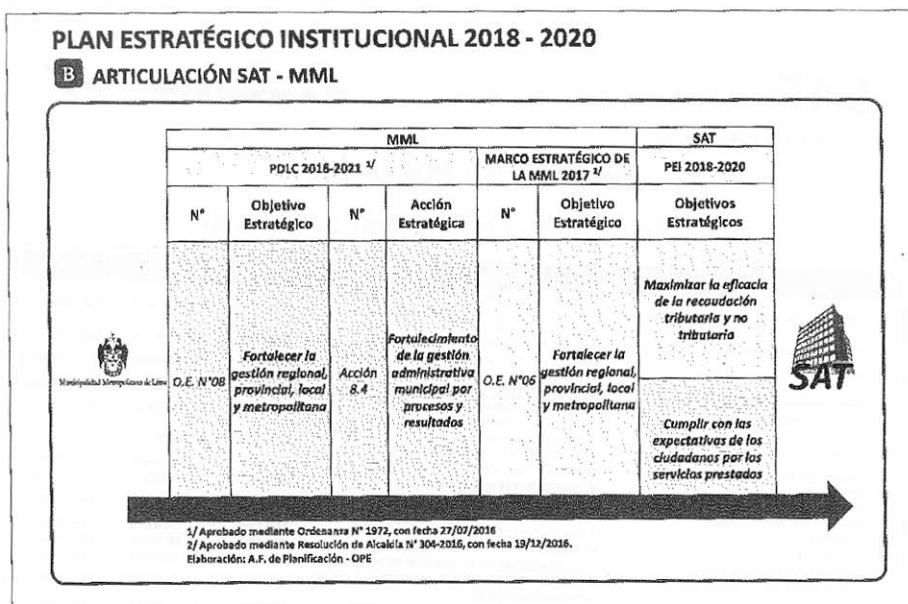 PLAN ESTRATÉGICO INSTITUCIONAL 2018 - 2020
B ARTICULACIÓN SAT - MML
MML
SAT
PDLC 2016-2021 1/
MARCO ESTRATÉGICO DE
LA MML 2017 1/
PEI 2018-2020
N°
Objetivo
Estratégico
N°
Acción
Estratégica
N°
Objetivo
Estratégico
Objetivos
Estratégicos
Municipalidad Metropolitana de Lima
O.E. N°08
Fortalecer la
gestión regional,
provincial, local
y metropolitana
Acción
8.4
Fortalecimiento
de la gestión
administrativa
municipal por
procesos y
resultados
O.E. N°06
Fortalecer la
gestión regional,
provincial, local
y metropolitana
Maximizar la eficacia
de la recaudación
tributaria y no
tributaria
Cumplir con las
expectativas de los
ciudadanos por los
servicios prestados
SAT
1/ Aprobado mediante Ordenanza N° 1972, con fecha 27/07/2016
2/ Aprobado mediante Resolución de Alcaldía N° 304-2016, con fecha 19/12/2016.
Elaboración: A.F. de Planificación - OPE